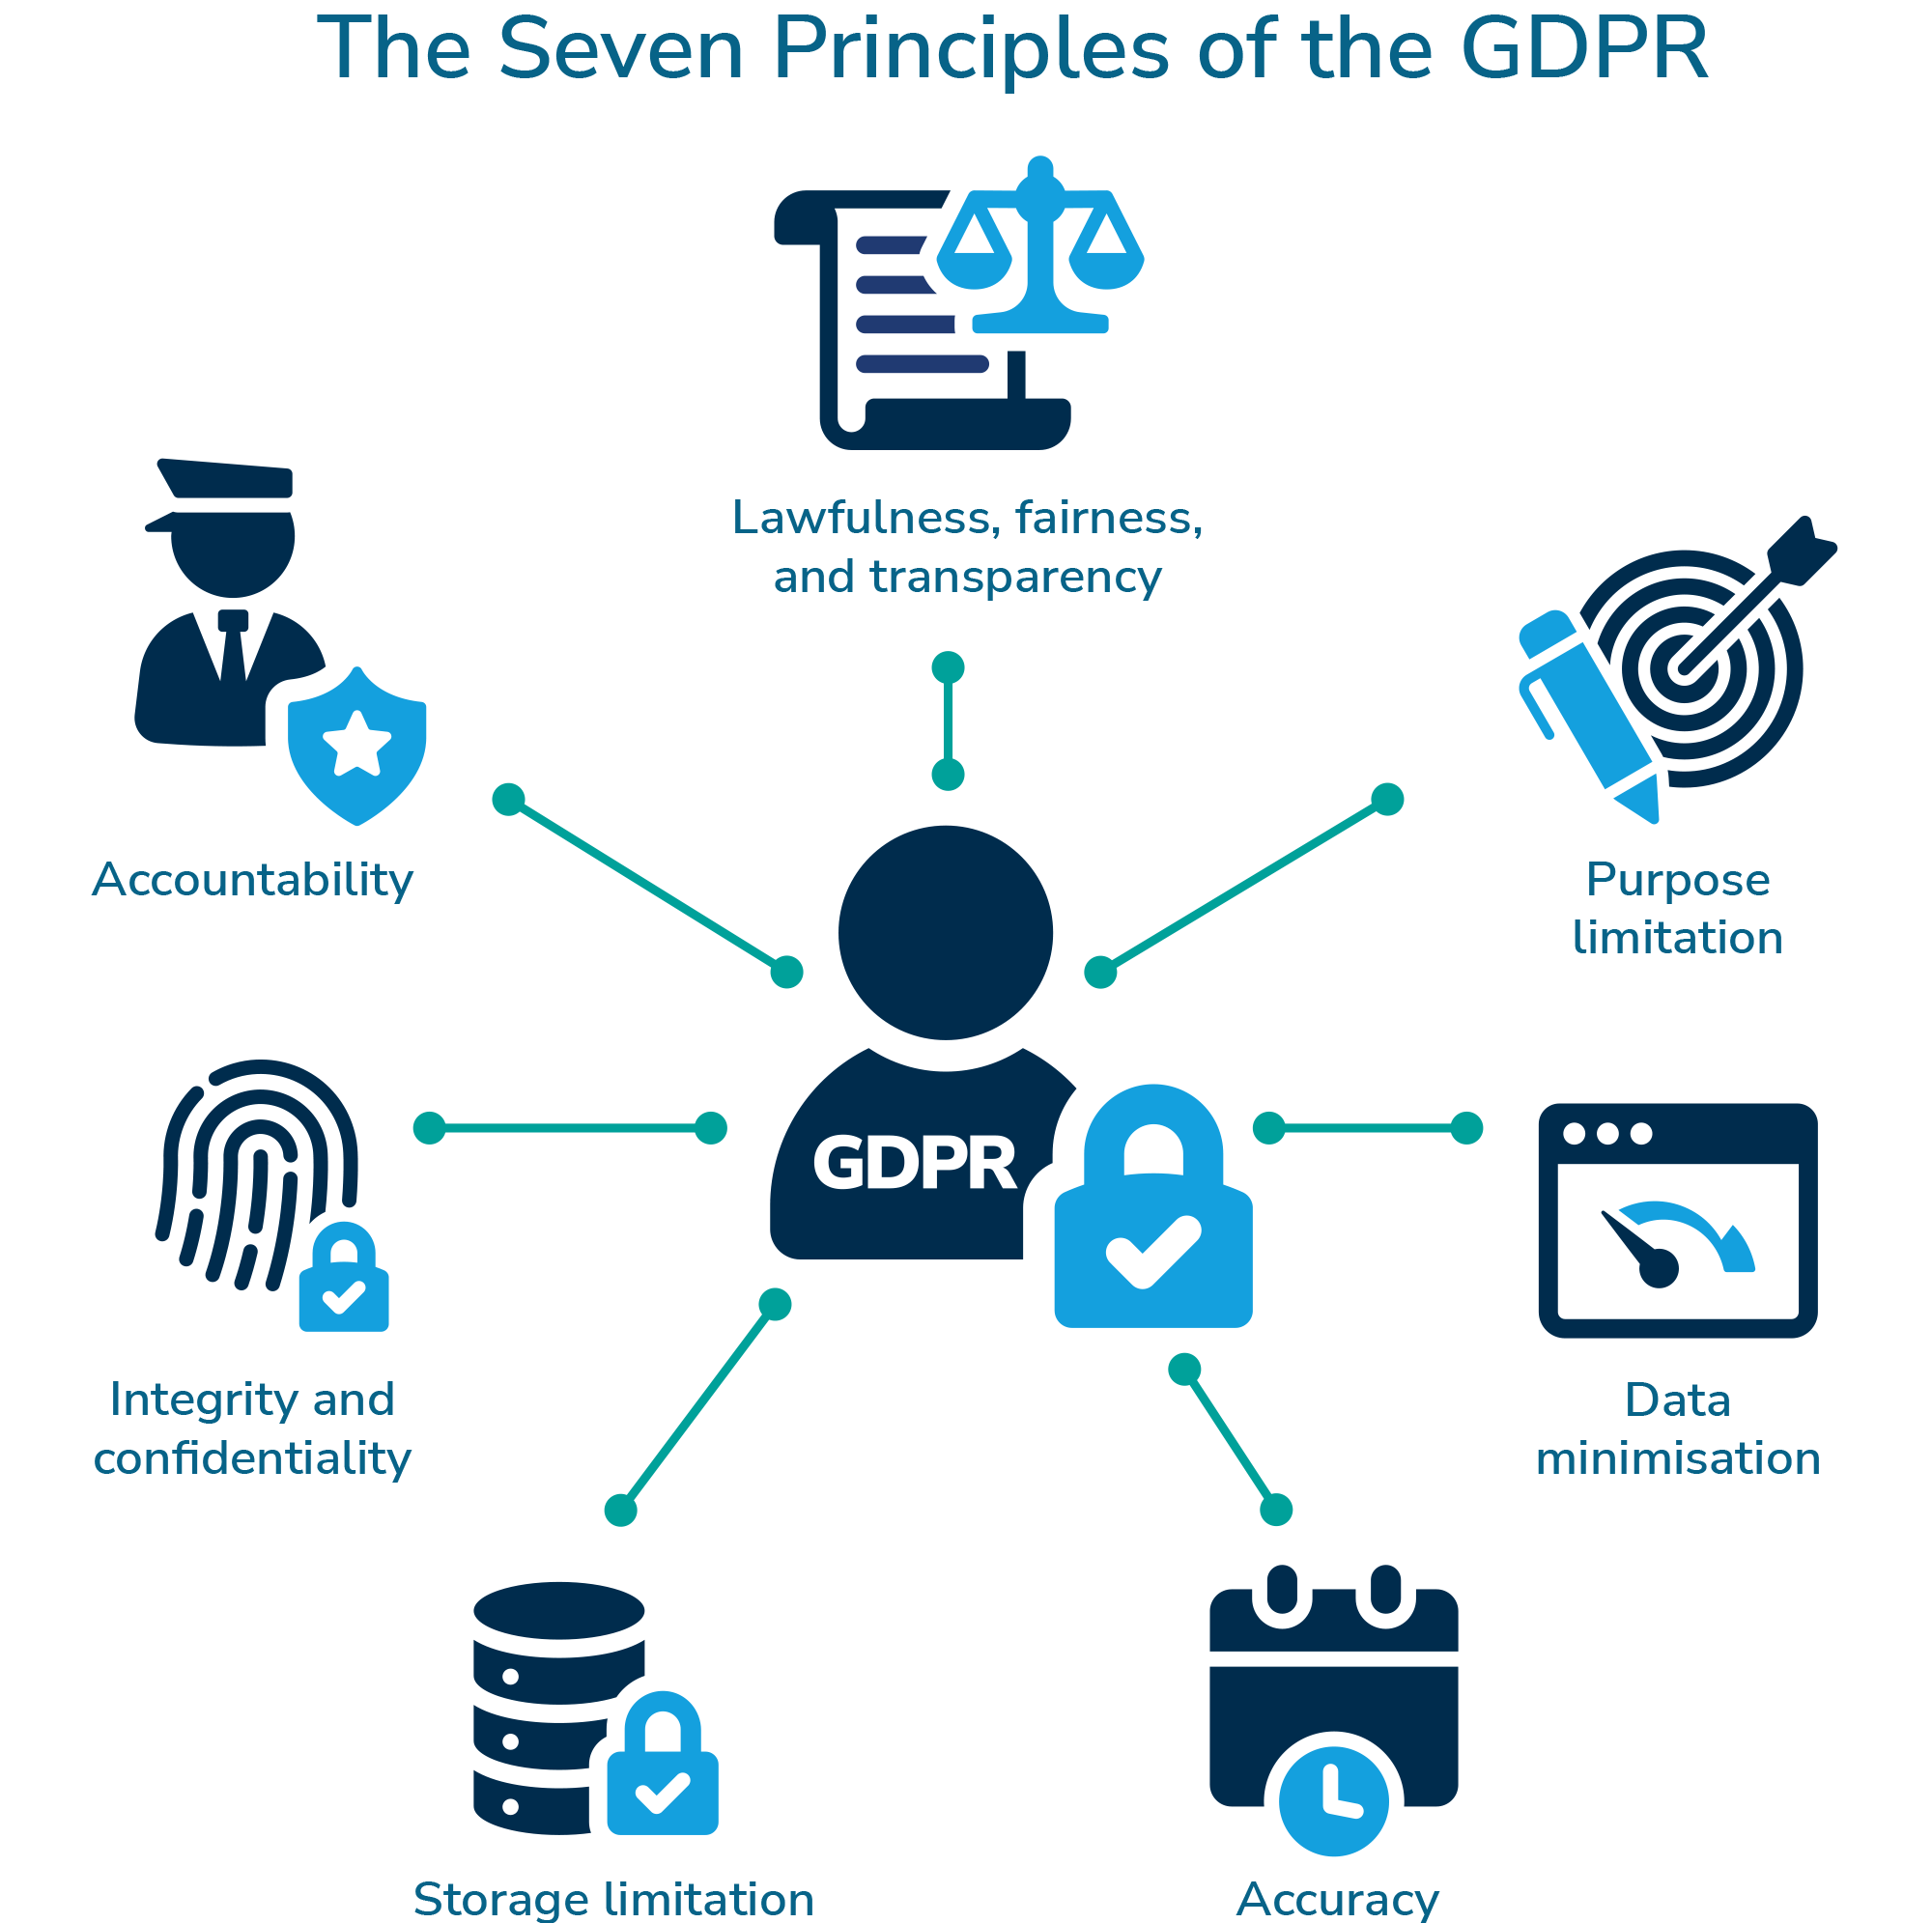 The Seven Principles of the GDPR
Lawfulness, fairness,
and transparency
Accountability
Purpose
limitation
GDPR
Integrity and
confidentiality
Data
minimisation
Storage limitation
Accuracy